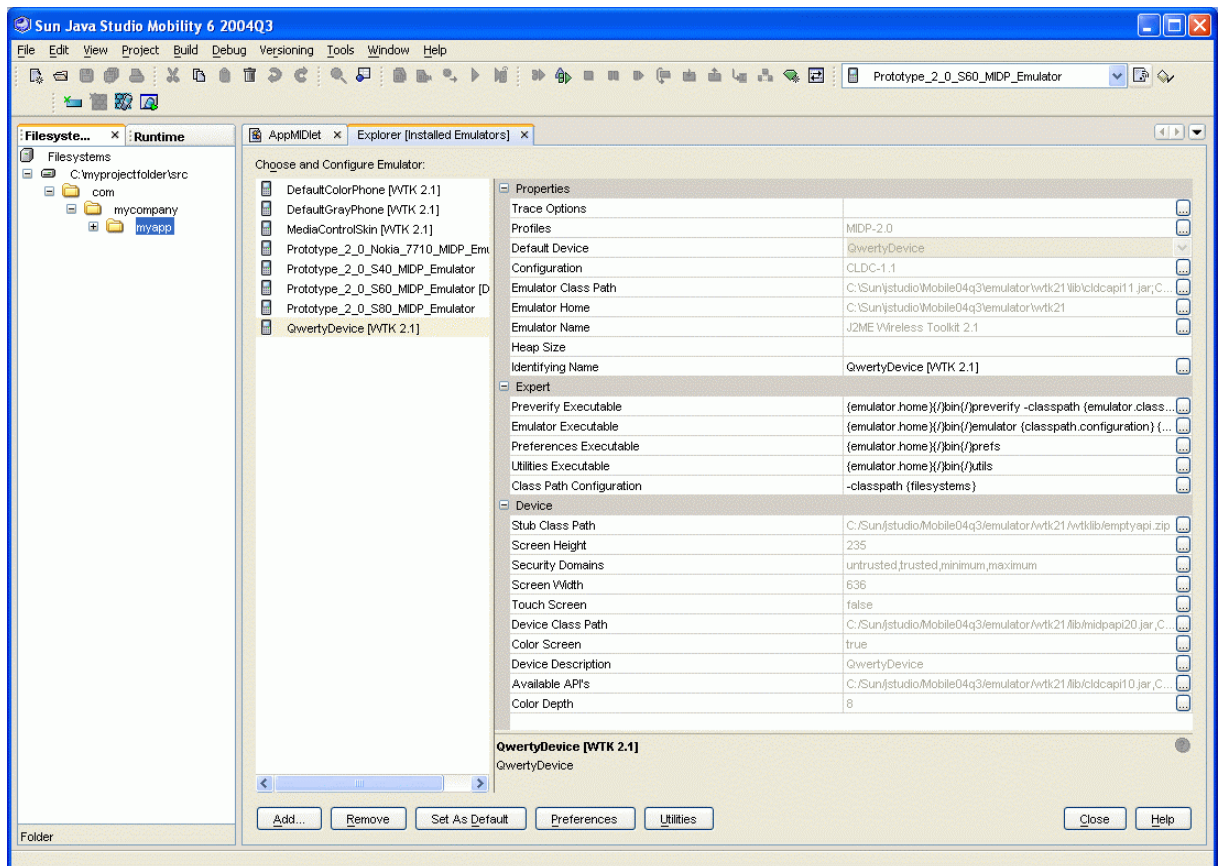 Sun Java Studio Mobility 6 2004Q3
File Edit View Project Build Debug Versioning Tools Window Help
Prototype_2_0_S60_MIDP_Emulator
Filesyste... × Runtime
AppMIDlet × Explorer [Installed Emulators] ×
Filesystems
C:\myprojectfolder\src
com
mycompany
myapp
Choose and Configure Emulator:
DefaultColorPhone [WTK 2.1]
DefaultGrayPhone [WTK 2.1]
MediaControlSkin [WTK 2.1]
Prototype_2_0_Nokia_7710_MIDP_Emu
Prototype_2_0_S40_MIDP_Emulator
Prototype_2_0_S60_MIDP_Emulator [D
Prototype_2_0_S80_MIDP_Emulator
QwertyDevice [WTK 2.1]
Properties
Trace Options ...
Profiles MIDP-2.0 ...
Default Device QwertyDevice
Configuration CLDC-1.1 ...
Emulator Class Path C:\Sun\jstudio\Mobile04q3\emulator\wtk21\lib\cldcapi11.jar;C... ...
Emulator Home C:\Sun\jstudio\Mobile04q3\emulator\wtk21 ...
Emulator Name J2ME Wireless Toolkit 2.1 ...
Heap Size
Identifying Name QwertyDevice [WTK 2.1] ...
Expert
Preverify Executable {emulator.home}{/}bin{/}preverify -classpath {emulator.class... ...
Emulator Executable {emulator.home}{/}bin{/}emulator {classpath.configuration} {... ...
Preferences Executable {emulator.home}{/}bin{/}prefs ...
Utilities Executable {emulator.home}{/}bin{/}utils ...
Class Path Configuration -classpath {filesystems} ...
Device
Stub Class Path C:/Sun/jstudio/Mobile04q3/emulator/wtk21/wtklib/emptyapi.zip ...
Screen Height 235 ...
Security Domains untrusted,trusted,minimum,maximum ...
Screen Width 636 ...
Touch Screen false ...
Device Class Path C:/Sun/jstudio/Mobile04q3/emulator/wtk21/lib/midpapi20.jar,C... ...
Color Screen true ...
Device Description QwertyDevice ...
Available API's C:/Sun/jstudio/Mobile04q3/emulator/wtk21/lib/cldcapi10.jar,C... ...
Color Depth 8 ...
QwertyDevice [WTK 2.1]
QwertyDevice
Add... Remove Set As Default Preferences Utilities Close Help
Folder